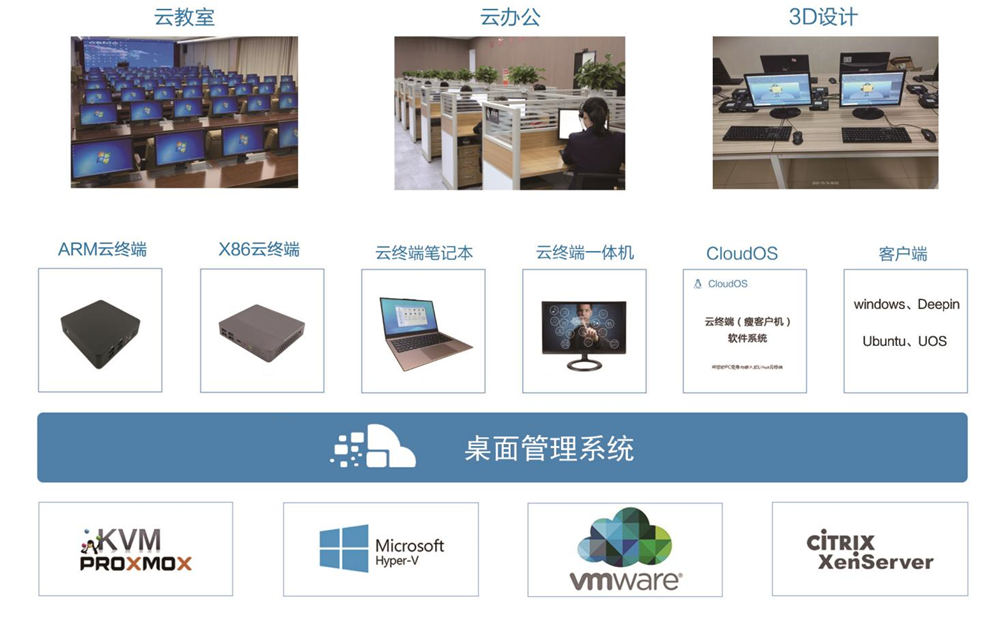 云教室
云办公
3D设计
ARM云终端
X86云终端
云终端笔记本
云终端一体机
CloudOS
客户端
CloudOS
云终端（瘦客户机）
软件系统
windows、Deepin
Ubuntu、UOS
桌面管理系统
KVM
PROXMOX
Microsoft
Hyper-V
vmware®
CİTRIX
XenServer